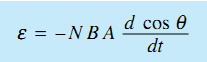 ε = −N B A d cos θ / dt